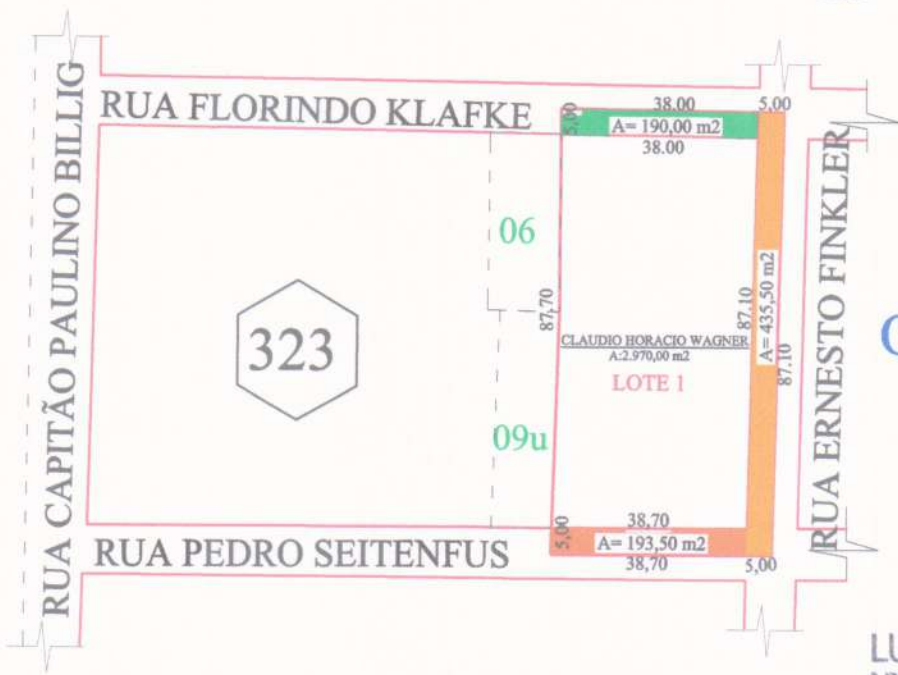 RUA FLORINDO KLAFKE
38.00
5,00
5,00
A= 190,00 m2
38.00
RUA CAPITÃO PAULINO BILLIG
06
323
87,70
87.10
A= 435,50 m2
87.10
CLAUDIO HORACIO WAGNER
A:2.970,00 m2
LOTE 1
RUA ERNESTO FINKLER
09u
38,70
5,00
A= 193,50 m2
RUA PEDRO SEITENFUS
38,70
5,00
LU